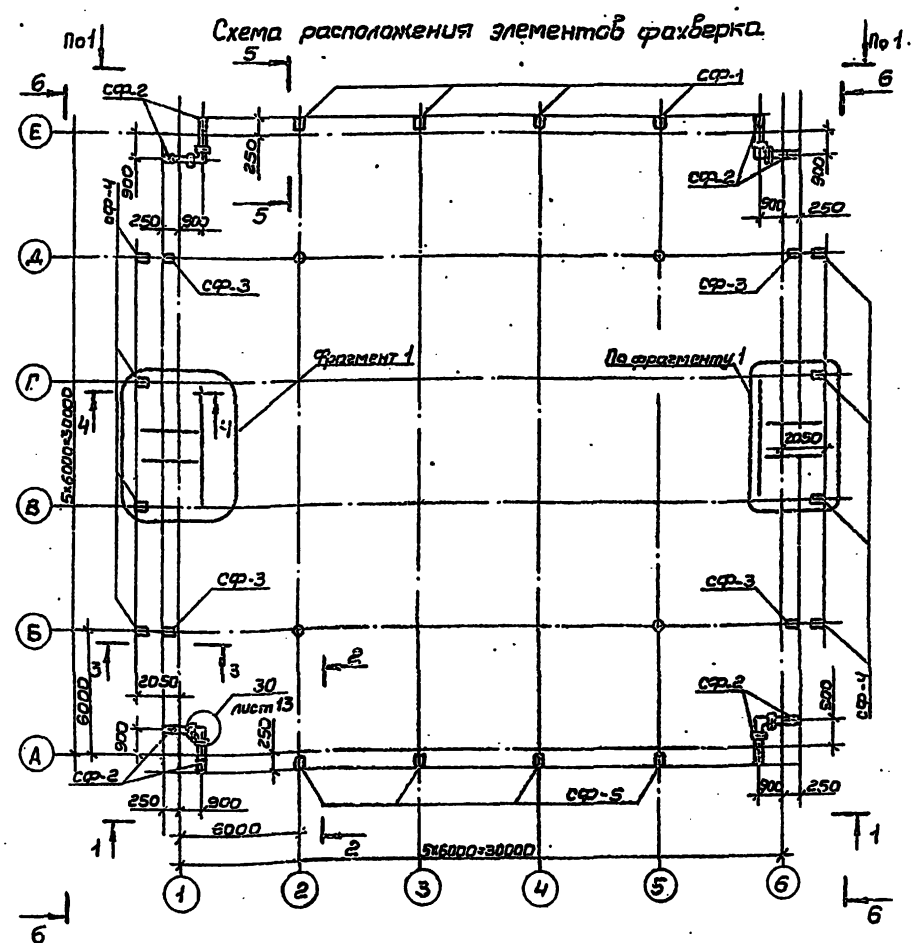 Схема расположения элементов фахверка
По 1
По 1.
5
6
6
СФ-2
СФ-1
Е
250
900
СФ-2
900
СФ-4
5
250
900
900
250
Д
СФ-3
СФ-3
Фрагмент 1
По фрагменту 1
Г
4
4
2050
5х6000=30000
В
СФ-3
СФ-3
Б
3
3
2
2050
30
лист 13
СФ-2
СФ-4
6000
900
250
А
СФ-2
СФ-5
250
900
900
250
6000
1
2
1
5х6000=30000
1
2
3
4
5
6
6
6